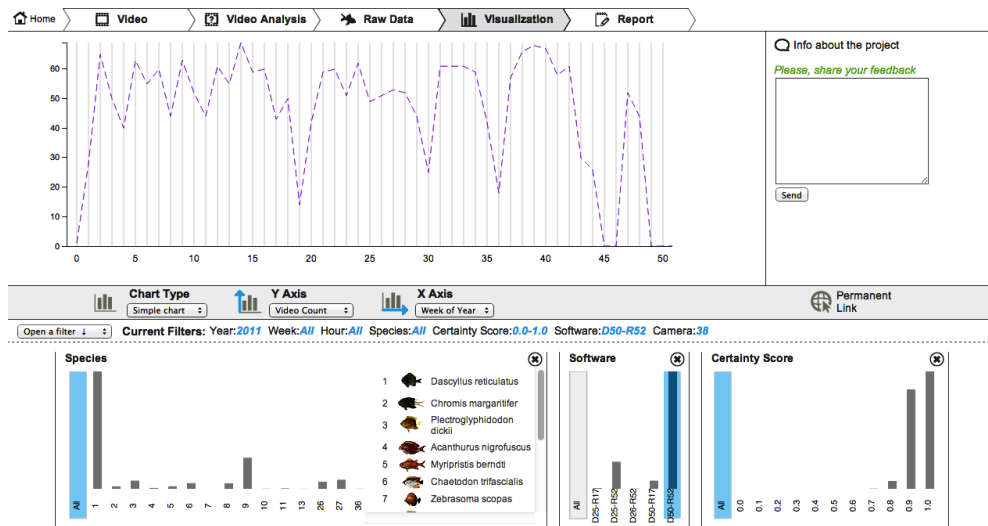 Home
Video
Video Analysis
Raw Data
Visualization
Report
60
50
40
30
20
10
0
0 5 10 15 20 25 30 35 40 45 50
Info about the project
Please, share your feedback
Send
Chart Type
Simple chart
Y Axis
Video Count
X Axis
Week of Year
Permanent
Link
Open a filter ↓
Current Filters: Year:2011 Week:All Hour:All Species:All Certainty Score:0.0-1.0 Software:D50-R52 Camera:38
Species
All 1 2 3 4 5 6 7 8 9 10 11 13 26 27 36
1 Dascyllus reticulatus
2 Chromis margaritifer
3 Plectroglyphidodon
dickii
4 Acanthurus nigrofuscus
5 Myripristis berndti
6 Chaetodon trifascialis
7 Zebrasoma scopas
Software
All D25-R17 D25-R52 D26-R52 D50-R17 D50-R52
Certainty Score
All 0.0 0.1 0.2 0.3 0.4 0.5 0.6 0.7 0.8 0.9 1.0